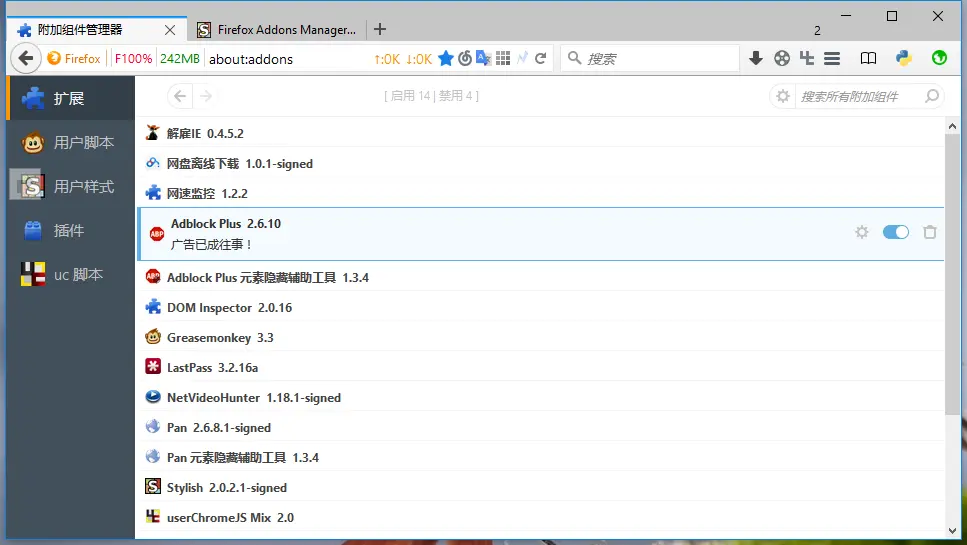 附加组件管理器
Firefox Addons Manager...
2
Firefox F100% 242MB about:addons ↑:0K ↓:0K 搜索
扩展
用户脚本
用户样式
插件
uc 脚本
[ 启用 14 | 禁用 4 ]
搜索所有附加组件
解雇IE 0.4.5.2
网盘离线下载 1.0.1-signed
网速监控 1.2.2
Adblock Plus 2.6.10
广告已成往事！
Adblock Plus 元素隐藏辅助工具 1.3.4
DOM Inspector 2.0.16
Greasemonkey 3.3
LastPass 3.2.16a
NetVideoHunter 1.18.1-signed
Pan 2.6.8.1-signed
Pan 元素隐藏辅助工具 1.3.4
Stylish 2.0.2.1-signed
userChromeJS Mix 2.0